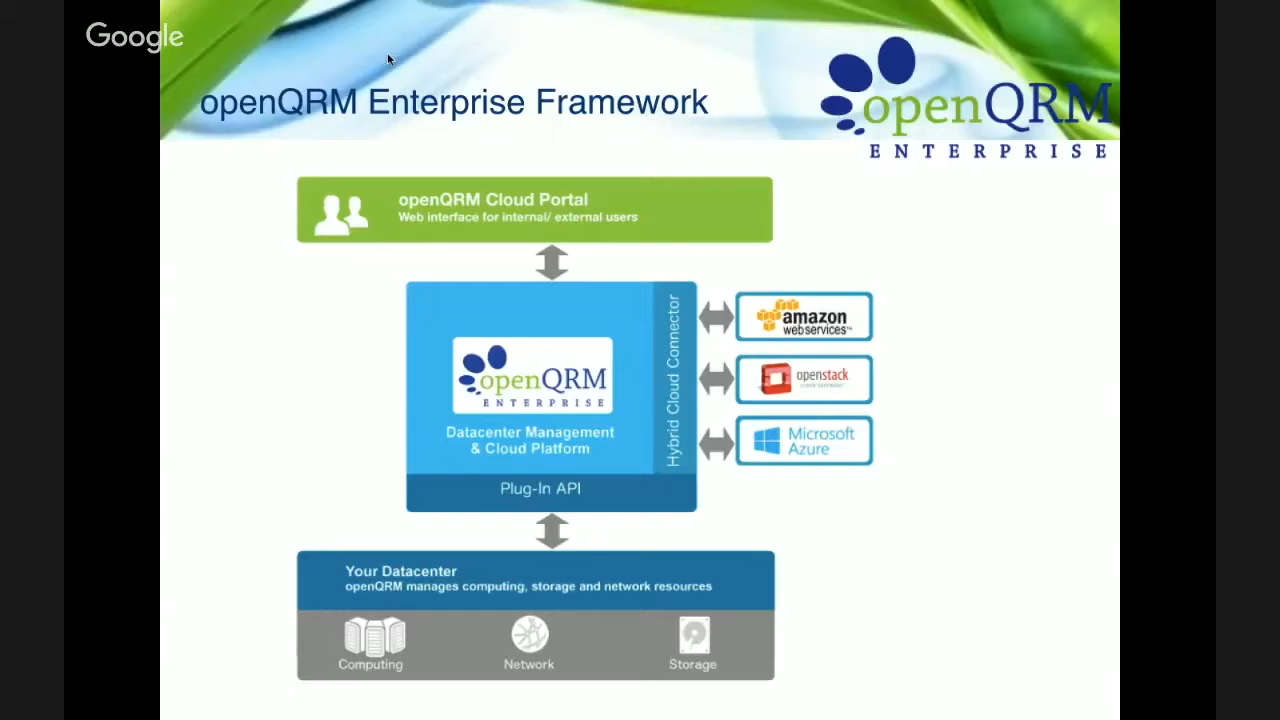 Google
openQRM Enterprise Framework
openQRM
ENTERPRISE
openQRM Cloud Portal
Web interface for internal/ external users
openQRM
ENTERPRISE
Datacenter Management
& Cloud Platform
Hybrid Cloud Connector
Plug-In API
amazon
webservices™
openstack
Microsoft
Azure
Your Datacenter
openQRM manages computing, storage and network resources
Computing
Network
Storage